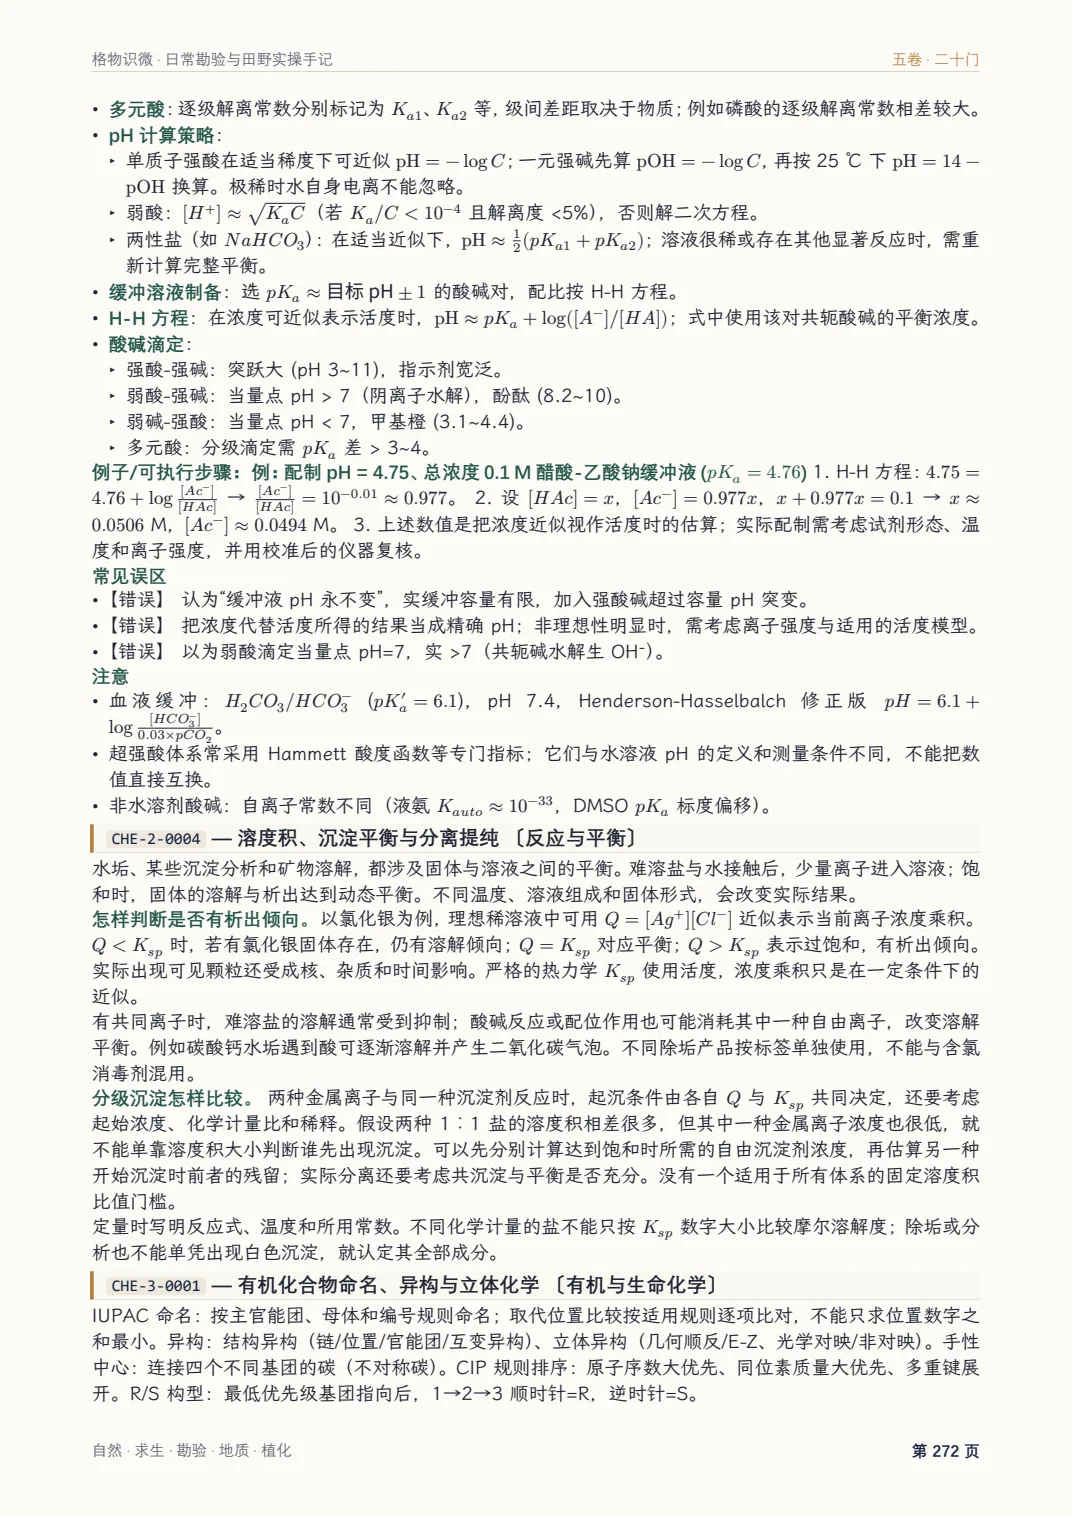 格物识微 · 日常勘验与田野实操手记
五卷 · 二十门
• 多元酸：逐级解离常数分别标记为 K_{a1}、K_{a2} 等，级间差距取决于物质；例如磷酸的逐级解离常数相差较大。
• pH 计算策略：
‣ 单质子强酸在适当稀度下可近似 pH = − log C；一元强碱先算 pOH = − log C，再按 25 ℃ 下 pH = 14 −
pOH 换算。极稀时水自身电离不能忽略。
‣ 弱酸：[H⁺] ≈ √(K_aC)（若 K_a/C < 10⁻⁴ 且解离度 <5%），否则解二次方程。
‣ 两性盐（如 NaHCO₃）：在适当近似下，pH ≈ ½(pK_{a1} + pK_{a2})；溶液很稀或存在其他显著反应时，需重
新计算完整平衡。
• 缓冲溶液制备：选 pK_a ≈ 目标 pH ± 1 的酸碱对，配比按 H-H 方程。
• H-H 方程：在浓度可近似表示活度时，pH ≈ pK_a + log([A⁻]/[HA])；式中使用该对共轭酸碱的平衡浓度。
• 酸碱滴定：
‣ 强酸-强碱：突跃大 (pH 3~11)，指示剂宽泛。
‣ 弱酸-强碱：当量点 pH > 7（阴离子水解），酚酞 (8.2~10)。
‣ 弱碱-强酸：当量点 pH < 7，甲基橙 (3.1~4.4)。
‣ 多元酸：分级滴定需 pK_a 差 > 3~4。
例子/可执行步骤：例：配制 pH = 4.75、总浓度 0.1 M 醋酸-乙酸钠缓冲液 (pK_a = 4.76) 1. H-H 方程：4.75 =
4.76 + log [Ac⁻]/[HAc] → [Ac⁻]/[HAc] = 10^{−0.01} ≈ 0.977。 2. 设 [HAc] = x，[Ac⁻] = 0.977x，x + 0.977x = 0.1 → x ≈
0.0506 M，[Ac⁻] ≈ 0.0494 M。 3. 上述数值是把浓度近似视作活度时的估算；实际配制需考虑试剂形态、温
度和离子强度，并用校准后的仪器复核。
常见误区
•【错误】 认为“缓冲液 pH 永不变”，实缓冲容量有限，加入强酸碱超过容量 pH 突变。
•【错误】 把浓度代替活度所得的结果当成精确 pH；非理想性明显时，需考虑离子强度与适用的活度模型。
•【错误】 以为弱酸滴定当量点 pH=7，实 >7（共轭碱水解生 OH⁻）。
注意
• 血液缓冲：H₂CO₃/HCO₃⁻ (pK′_a = 6.1)，pH 7.4，Henderson-Hasselbalch 修正版 pH = 6.1 +
log [HCO₃⁻]/(0.03×pCO₂)。
• 超强酸体系常采用 Hammett 酸度函数等专门指标；它们与水溶液 pH 的定义和测量条件不同，不能把数
值直接互换。
• 非水溶剂酸碱：自离子常数不同（液氨 K_{auto} ≈ 10⁻³³，DMSO pK_a 标度偏移）。
CHE-2-0004 — 溶度积、沉淀平衡与分离提纯 〔反应与平衡〕
水垢、某些沉淀分析和矿物溶解，都涉及固体与溶液之间的平衡。难溶盐与水接触后，少量离子进入溶液；饱
和时，固体的溶解与析出达到动态平衡。不同温度、溶液组成和固体形式，会改变实际结果。
怎样判断是否有析出倾向。以氯化银为例，理想稀溶液中可用 Q = [Ag⁺][Cl⁻] 近似表示当前离子浓度乘积。
Q < K_{sp} 时，若有氯化银固体存在，仍有溶解倾向；Q = K_{sp} 对应平衡；Q > K_{sp} 表示过饱和，有析出倾向。
实际出现可见颗粒还受成核、杂质和时间影响。严格的热力学 K_{sp} 使用活度，浓度乘积只是在一定条件下的
近似。
有共同离子时，难溶盐的溶解通常受到抑制；酸碱反应或配位作用也可能消耗其中一种自由离子，改变溶解
平衡。例如碳酸钙水垢遇到酸可逐渐溶解并产生二氧化碳气泡。不同除垢产品按标签单独使用，不能与含氯
消毒剂混用。
分级沉淀怎样比较。 两种金属离子与同一种沉淀剂反应时，起沉条件由各自 Q 与 K_{sp} 共同决定，还要考虑
起始浓度、化学计量比和稀释。假设两种 1∶1 盐的溶度积相差很多，但其中一种金属离子浓度也很低，就
不能单靠溶度积大小判断谁先出现沉淀。可以先分别计算达到饱和时所需的自由沉淀剂浓度，再估算另一种
开始沉淀时前者的残留；实际分离还要考虑共沉淀与平衡是否充分。没有一个适用于所有体系的固定溶度积
比值门槛。
定量时写明反应式、温度和所用常数。不同化学计量的盐不能只按 K_{sp} 数字大小比较摩尔溶解度；除垢或分
析也不能单凭出现白色沉淀，就认定其全部成分。
CHE-3-0001 — 有机化合物命名、异构与立体化学 〔有机与生命化学〕
IUPAC 命名：按主官能团、母体和编号规则命名；取代位置比较按适用规则逐项比对，不能只求位置数字之
和最小。异构：结构异构（链/位置/官能团/互变异构）、立体异构（几何顺反/E-Z、光学对映/非对映）。手性
中心：连接四个不同基团的碳（不对称碳）。CIP 规则排序：原子序数大优先、同位素质量大优先、多重键展
开。R/S 构型：最低优先级基团指向后，1→2→3 顺时针=R，逆时针=S。
自然 · 求生 · 勘验 · 地质 · 植化
第 272 页